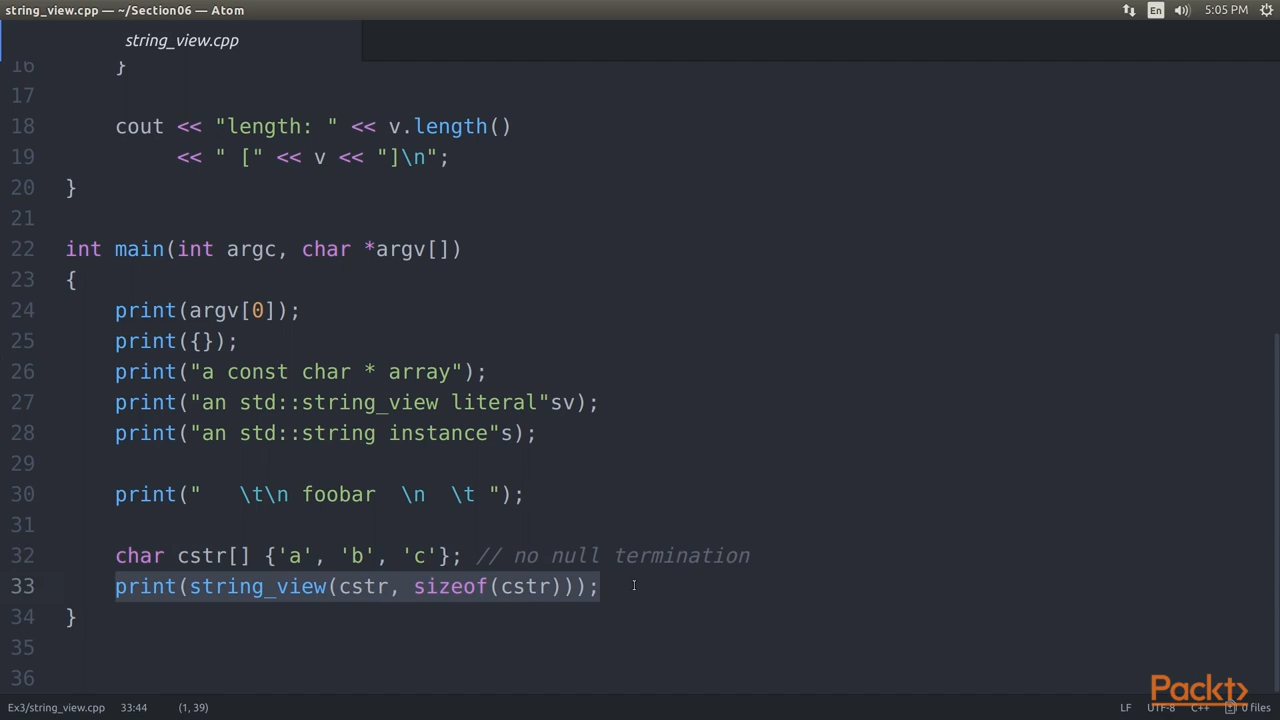 string_view.cpp — ~/Section06 — Atom
En
5:05 PM
string_view.cpp
16 }
17
18 cout << "length: " << v.length()
19 << " [" << v << "]\n";
20 }
21
22 int main(int argc, char *argv[])
23 {
24 print(argv[0]);
25 print({});
26 print("a const char * array");
27 print("an std::string_view literal"sv);
28 print("an std::string instance"s);
29
30 print("   \t\n foobar  \n  \t ");
31
32 char cstr[] {'a', 'b', 'c'}; // no null termination
33 print(string_view(cstr, sizeof(cstr)));
34 }
35
36
Packt
Ex3/string_view.cpp 33:44 (1, 39)
LF UTF-8 C++ 0 files